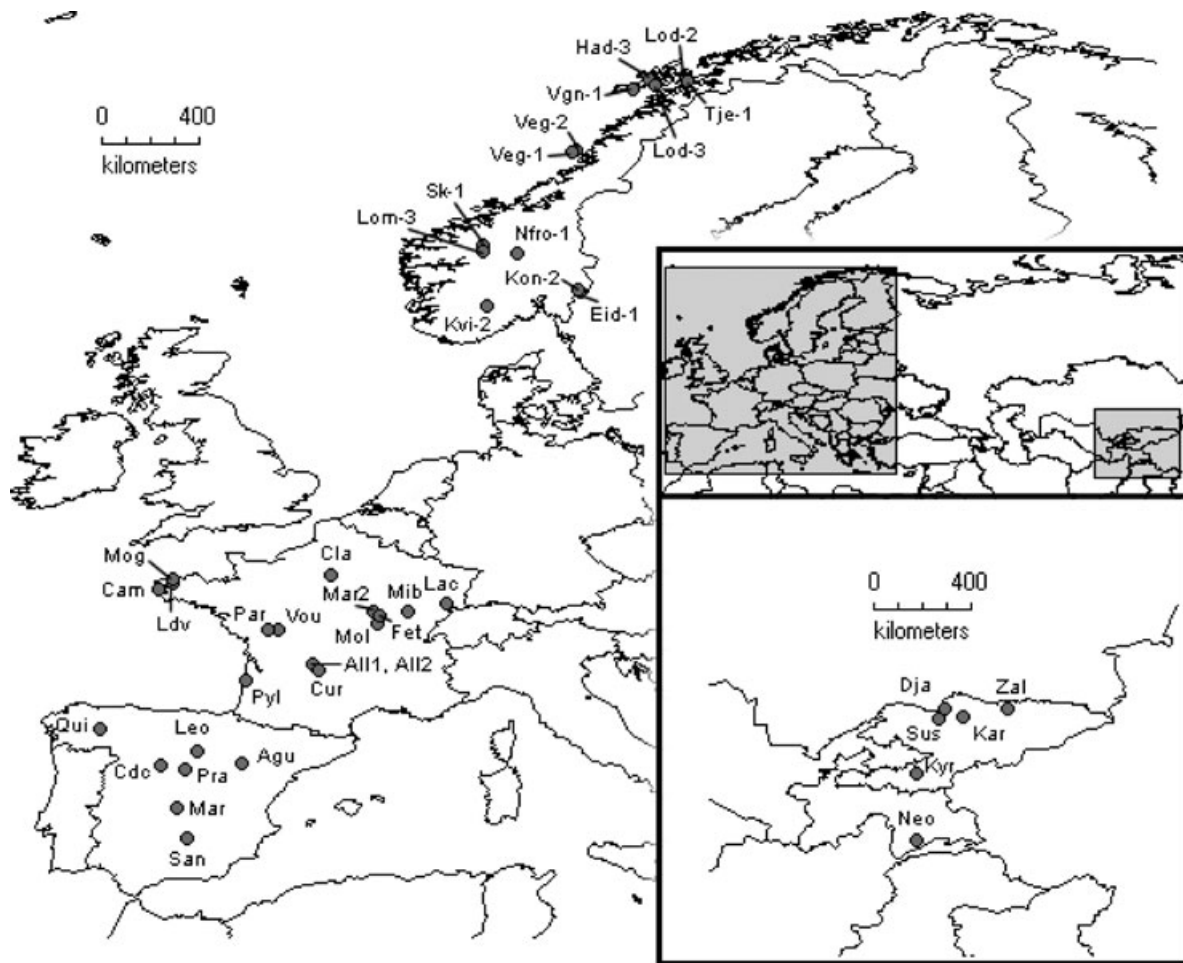 Lod-2
Had-3
Vgn-1
Tje-1
0 400
kilometers
Veg-2
Veg-1
Lod-3
Sk-1
Lom-3
Nfro-1
Kon-2
Eid-1
Kvi-2
Mog
Cla
Cam
Mar2
Mib
Lac
Ldv
Par
Vou
Mol
Fet
All1, All2
Cur
Pyl
Qui
Leo
Agu
Cdc
Pra
Mar
San
0 400
kilometers
Dja
Zal
Sus
Kar
Kyr
Neo